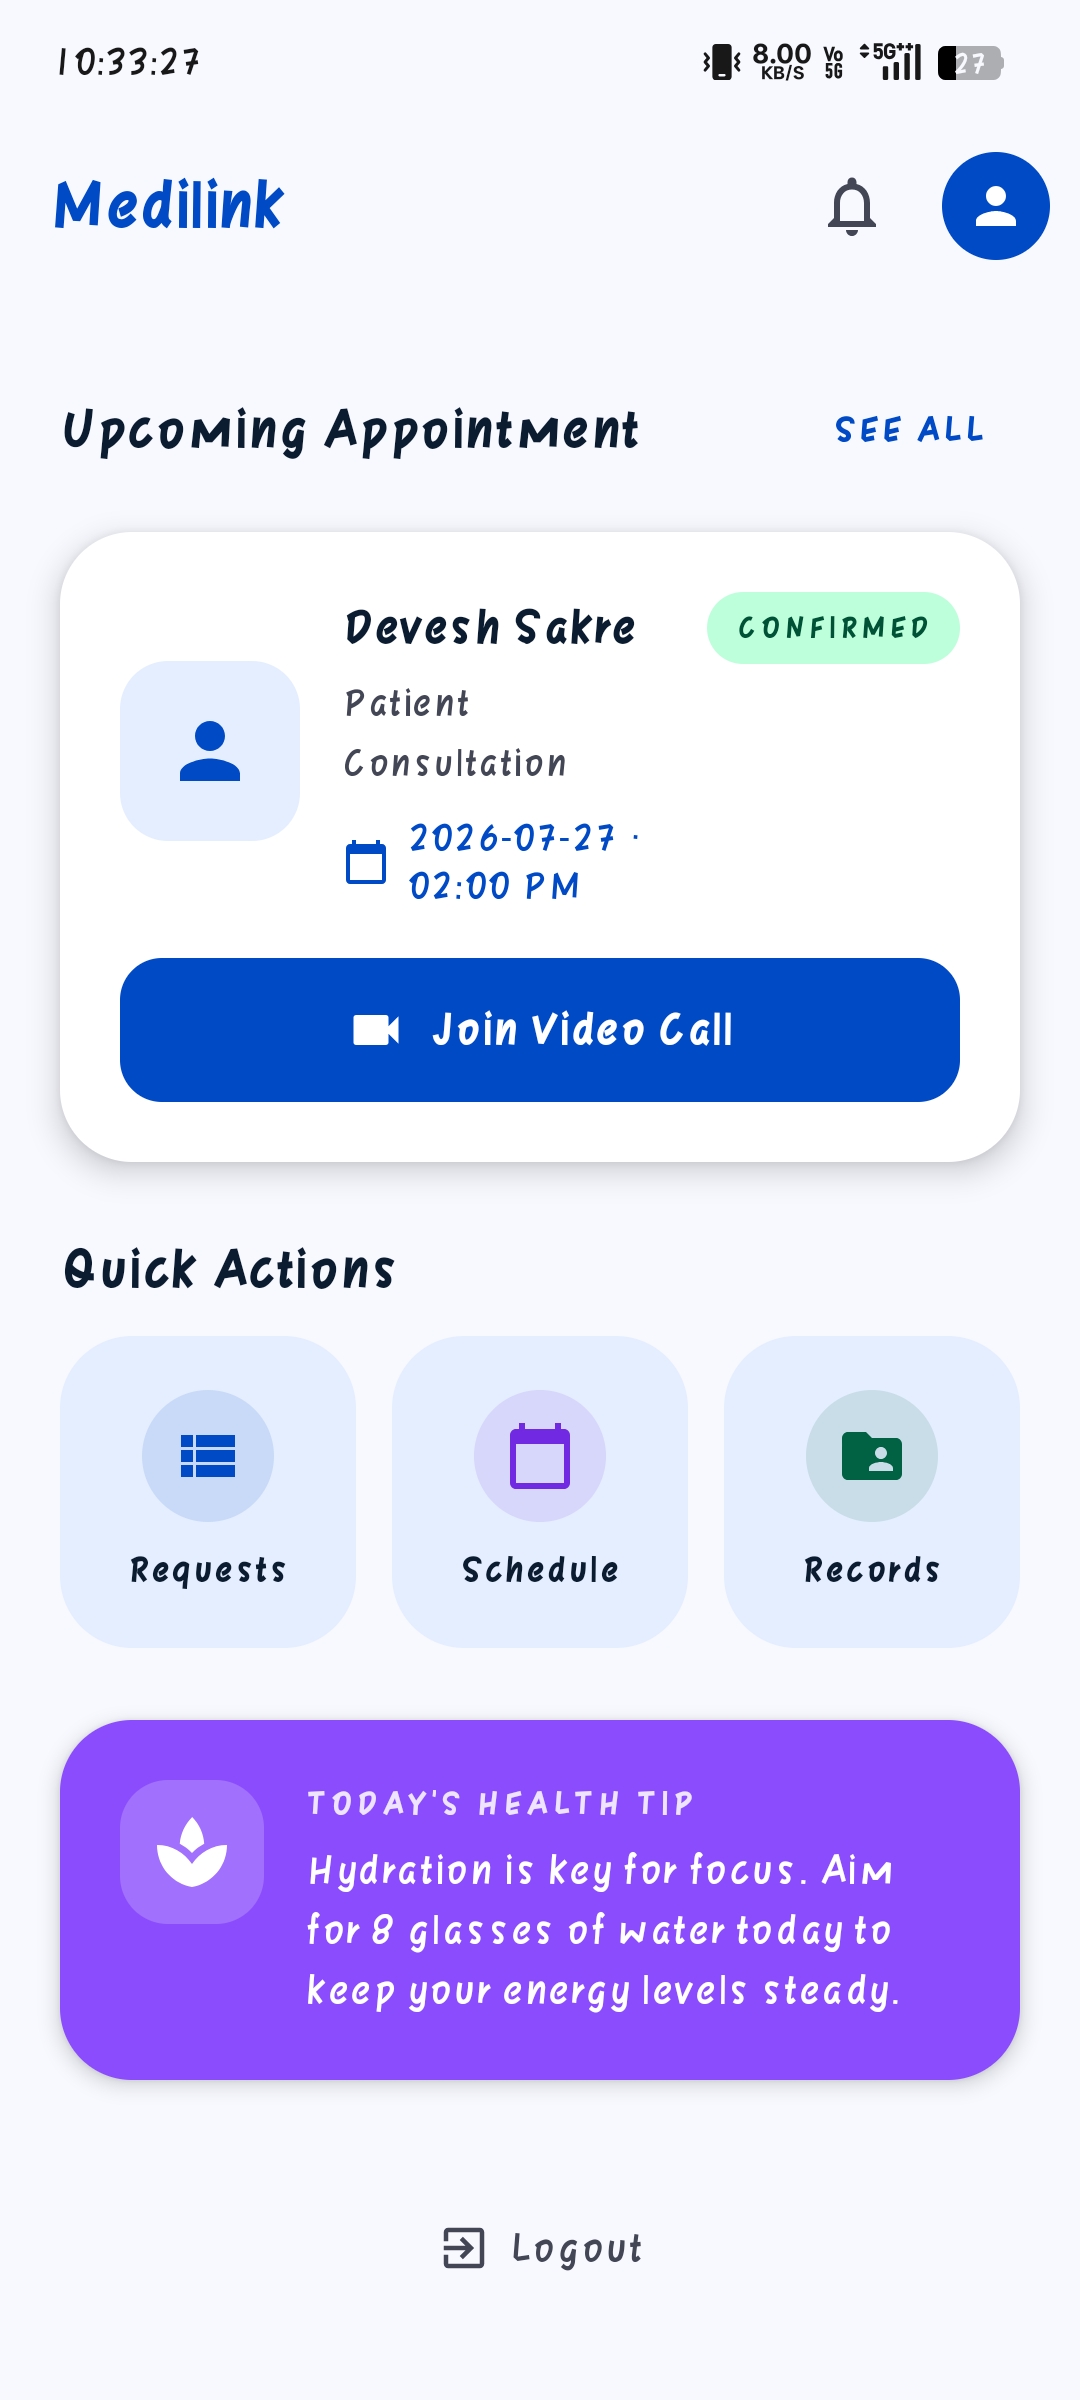 10:33:27
8.00 KB/S Vo 5G 5G++ 27
Medilink
Upcoming Appointment
SEE ALL
Devesh Sakre
CONFIRMED
Patient
Consultation
2026-07-27 ·
02:00 PM
Join Video Call
Quick Actions
Requests
Schedule
Records
TODAY'S HEALTH TIP
Hydration is key for focus. Aim
for 8 glasses of water today to
keep your energy levels steady.
Logout